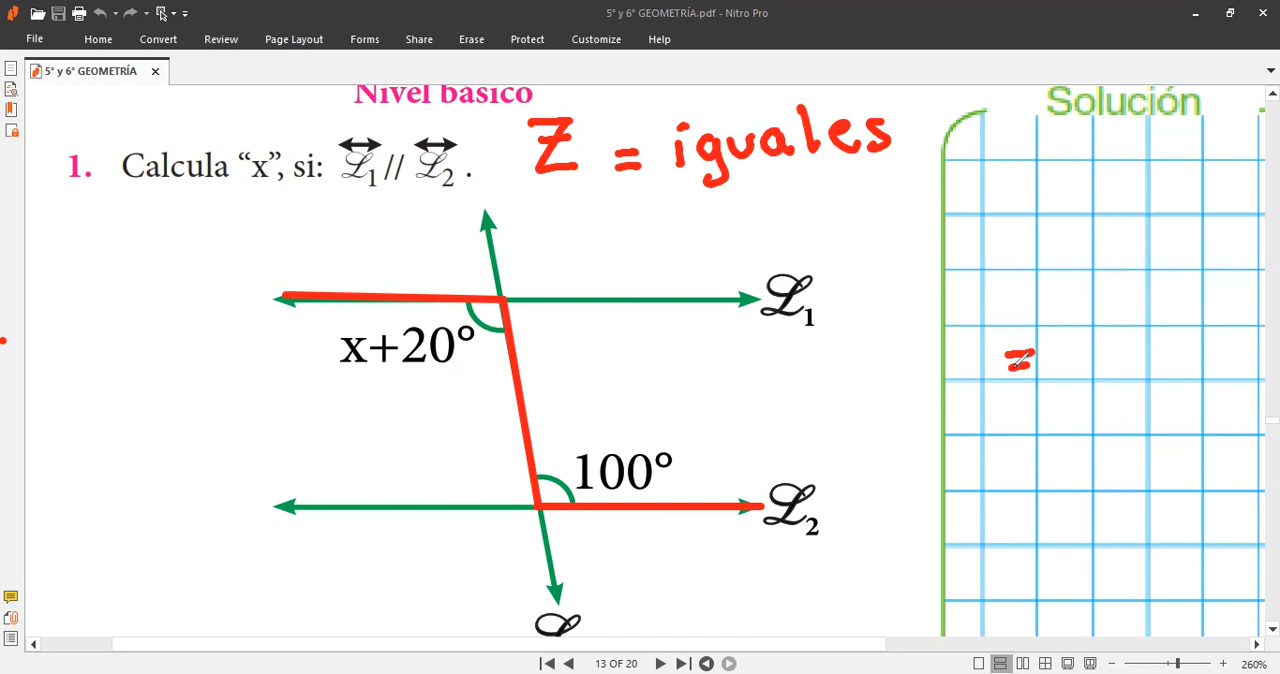 5° y 6° GEOMETRÍA.pdf - Nitro Pro
File Home Convert Review Page Layout Forms Share Erase Protect Customize Help
5° y 6° GEOMETRÍA
Nivel básico
Z = iguales
Solución
1. Calcula “x”, si: ℒ1 // ℒ2 .
ℒ1
x+20°
100°
ℒ2
ℒ
13 OF 20
260%